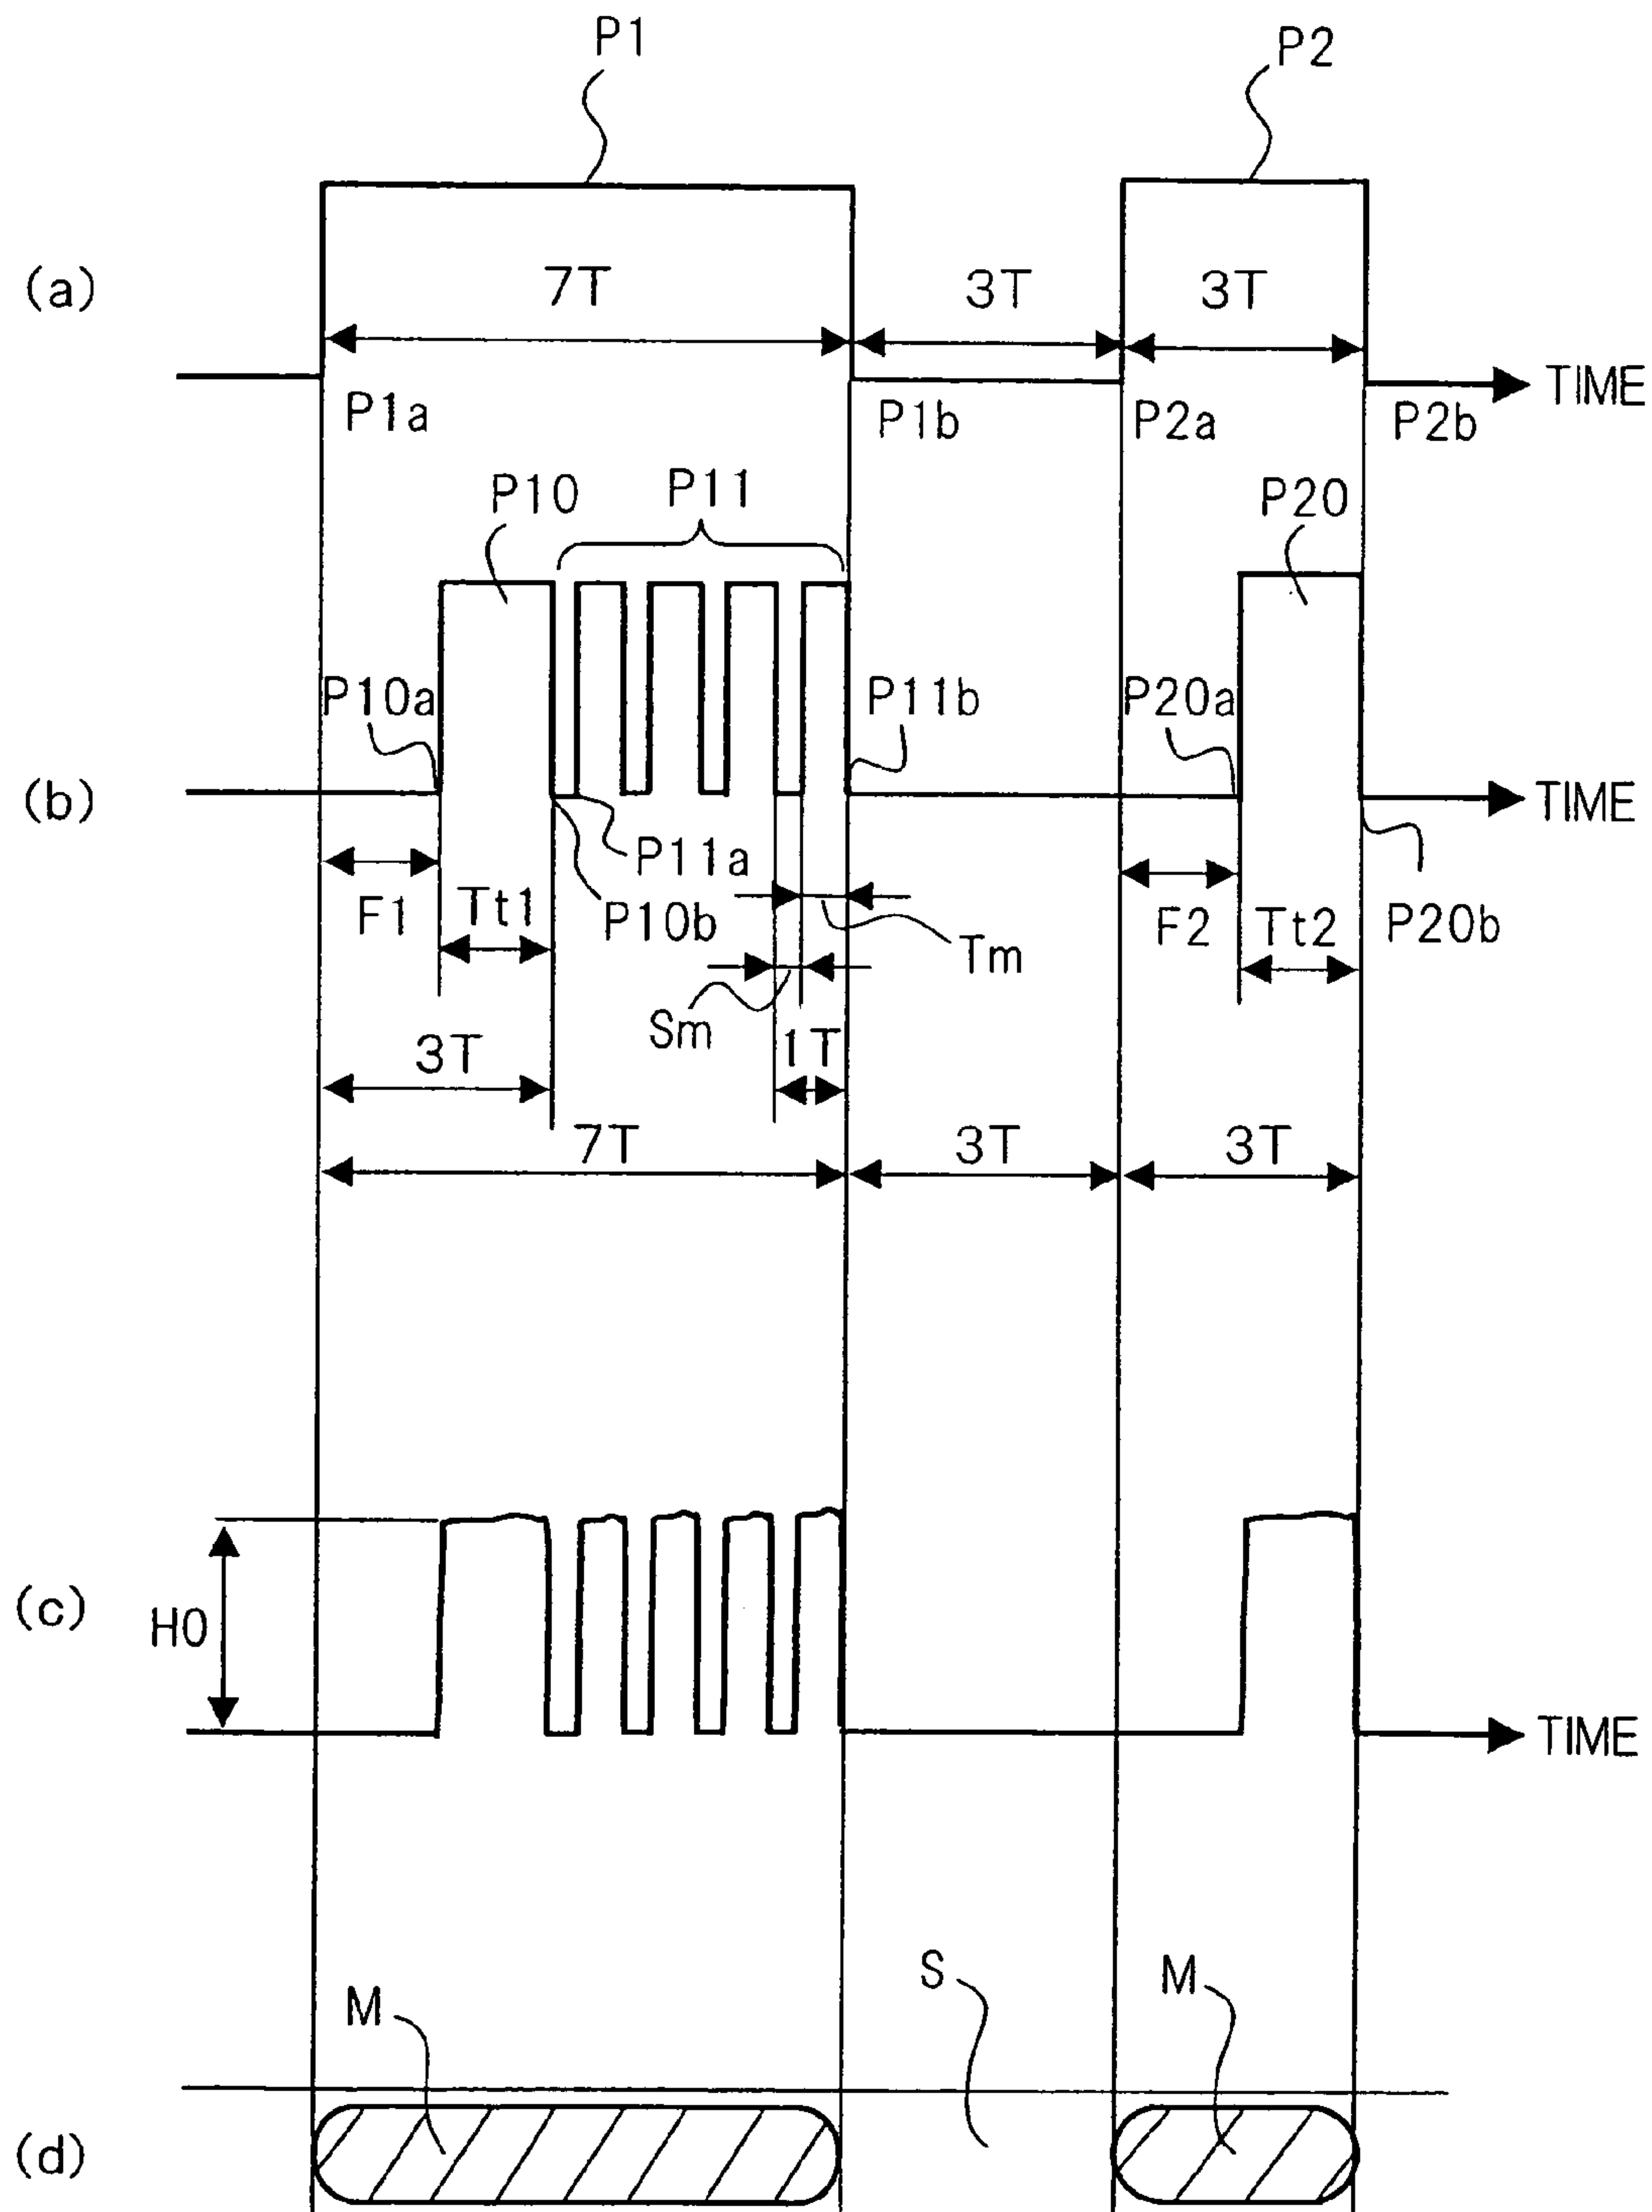 P1
P2
(a)
7T
3T
3T
TIME
P1a
P1b
P2a
P2b
P10
P11
P20
P10a
P11b
P20a
(b)
TIME
P11a
F1
Tt1
P10b
Tm
F2
Tt2
P20b
Sm
3T
1T
7T
3T
3T
(c)
H0
TIME
M
S
M
(d)